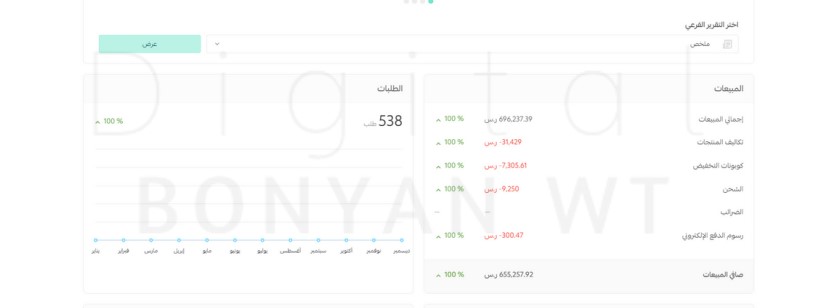 اختر التقرير الفرعي
ملخص
عرض
المبيعات
إجمالي المبيعات 696,237.39 ر.س 100 %
تكاليف المنتجات -31,429 ر.س 100 %
كوبونات التخفيض -7,305.61 ر.س 100 %
الشحن -9,250 ر.س 100 %
الضرائب -- --
رسوم الدفع الإلكتروني -300.47 ر.س 100 %
صافي المبيعات 655,257.92 ر.س 100 %
الطلبات
538 طلب 100 %
يناير فبراير مارس إبريل مايو يونيو يوليو أغسطس سبتمبر أكتوبر نوفمبر ديسمبر
Digital
BONYAN WT